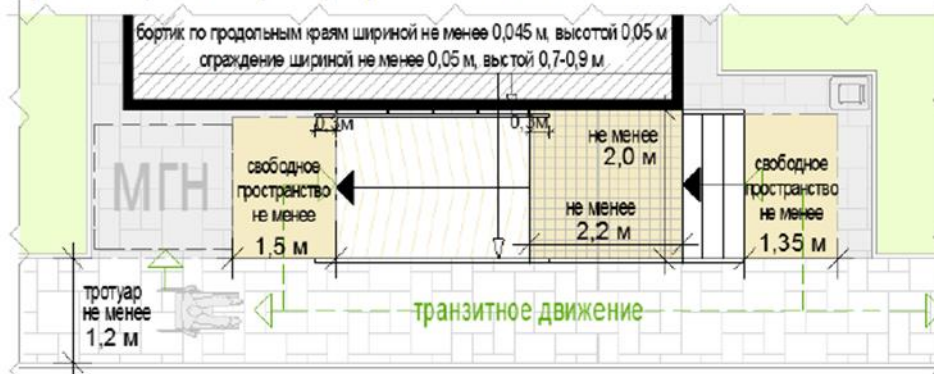 бортик по продольным краям шириной не менее 0,045 м, высотой 0,05 м
ограждение шириной не менее 0,05 м, выстой 0,7-0,9 м
0,3м
0,3м
не менее
2,0 м
МГН
свободное
пространство
не менее
1,5 м
не менее
2,2 м
свободное
пространство
не менее
1,35 м
тротуар
не менее
1,2 м
транзитное движение